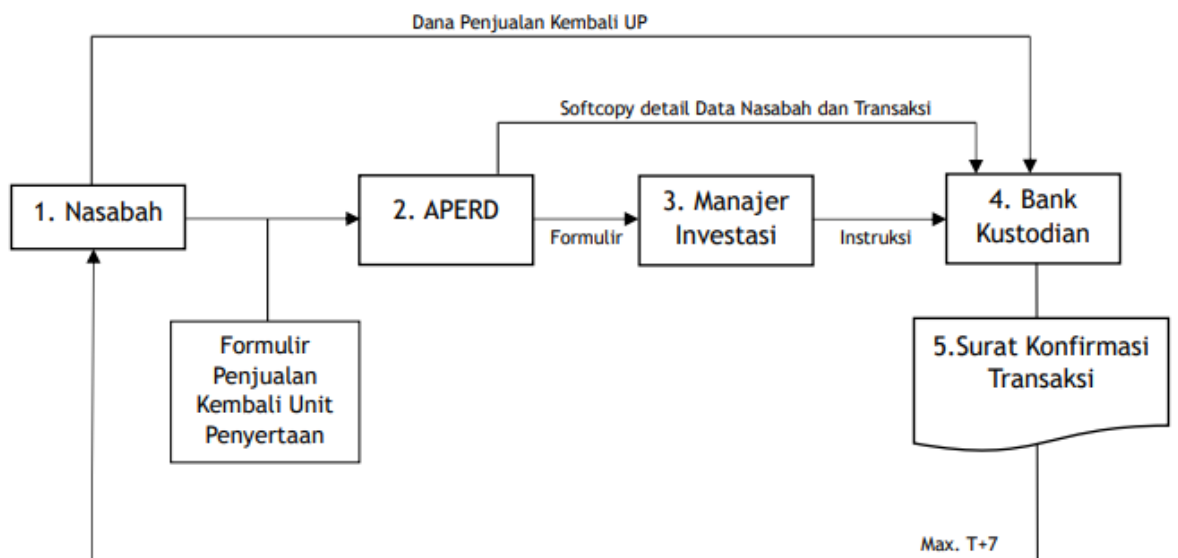 Dana Penjualan Kembali UP
Softcopy detail Data Nasabah dan Transaksi
1. Nasabah
2. APERD
Formulir
3. Manajer
Investasi
Instruksi
4. Bank
Kustodian
Formulir
Penjualan
Kembali Unit
Penyertaan
5.Surat Konfirmasi
Transaksi
Max. T+7